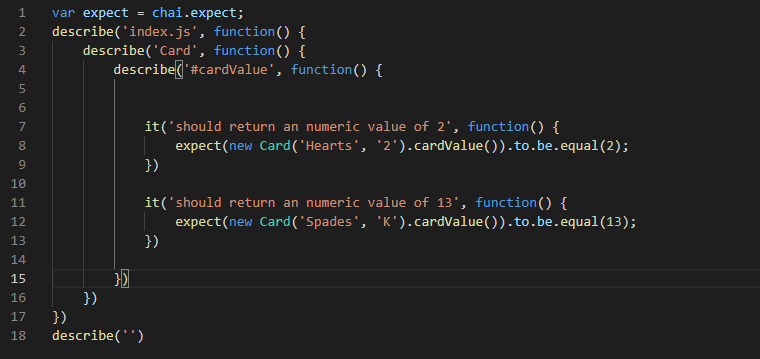 1 var expect = chai.expect;
2 describe('index.js', function() {
3 describe('Card', function() {
4 describe('#cardValue', function() {
5
6
7 it('should return an numeric value of 2', function() {
8 expect(new Card('Hearts', '2').cardValue()).to.be.equal(2);
9 })
10
11 it('should return an numeric value of 13', function() {
12 expect(new Card('Spades', 'K').cardValue()).to.be.equal(13);
13 })
14
15 })
16 })
17 })
18 describe('')